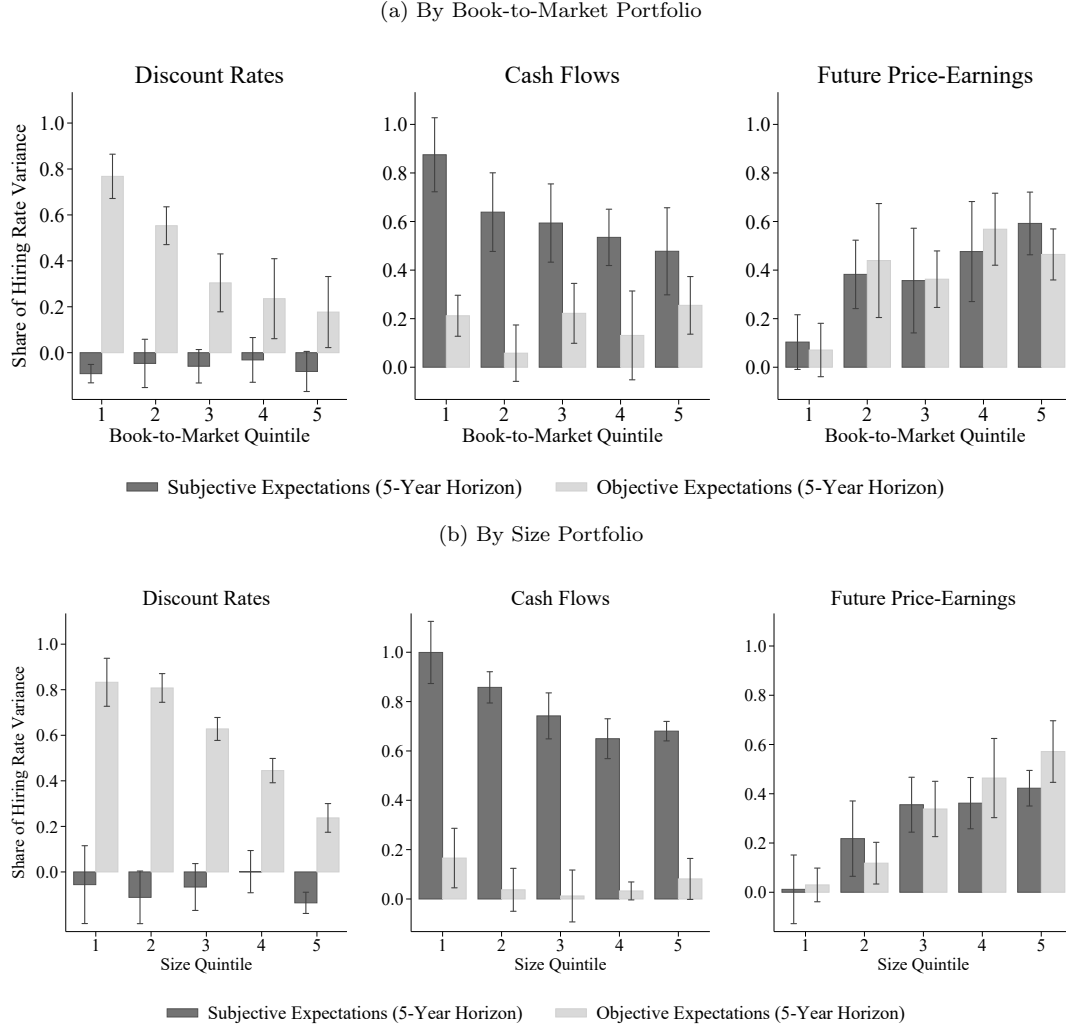 (a) By Book-to-Market Portfolio
Discount Rates
Cash Flows
Future Price-Earnings
Share of Hiring Rate Variance
1.0
0.8
0.6
0.4
0.2
0.0
1 2 3 4 5
Book-to-Market Quintile
1.0
0.8
0.6
0.4
0.2
0.0
1 2 3 4 5
Book-to-Market Quintile
1.0
0.8
0.6
0.4
0.2
0.0
1 2 3 4 5
Book-to-Market Quintile
Subjective Expectations (5-Year Horizon) Objective Expectations (5-Year Horizon)
(b) By Size Portfolio
Discount Rates
Cash Flows
Future Price-Earnings
Share of Hiring Rate Variance
1.0
0.8
0.6
0.4
0.2
0.0
1 2 3 4 5
Size Quintile
1.0
0.8
0.6
0.4
0.2
0.0
1 2 3 4 5
Size Quintile
1.0
0.8
0.6
0.4
0.2
0.0
1 2 3 4 5
Size Quintile
Subjective Expectations (5-Year Horizon) Objective Expectations (5-Year Horizon)